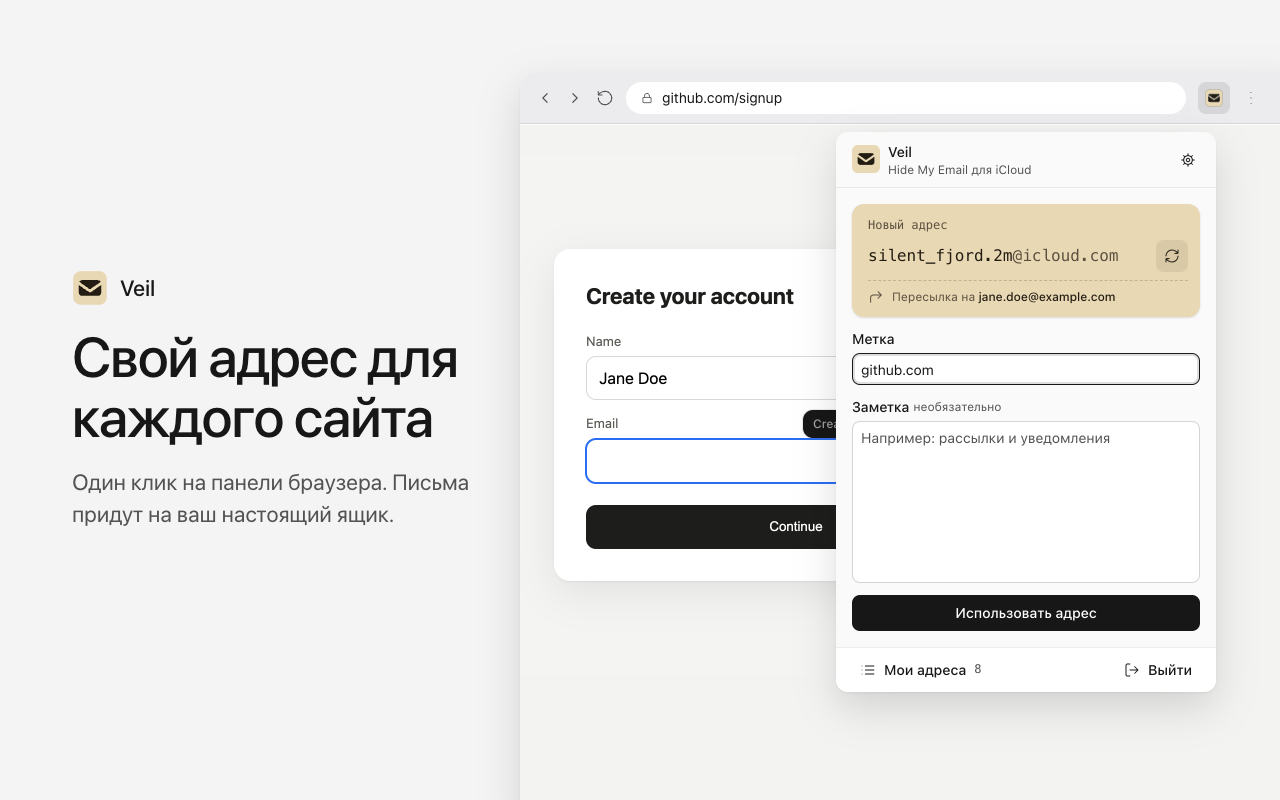 Veil
Свой адрес для
каждого сайта
Один клик на панели браузера. Письма
придут на ваш настоящий ящик.
github.com/signup
Create your account
Name
Jane Doe
Email
Continue
Veil
Hide My Email для iCloud
Новый адрес
silent_fjord.2m@icloud.com
Пересылка на jane.doe@example.com
Метка
github.com
Заметка необязательно
Например: рассылки и уведомления
Использовать адрес
Мои адреса 8
Выйти